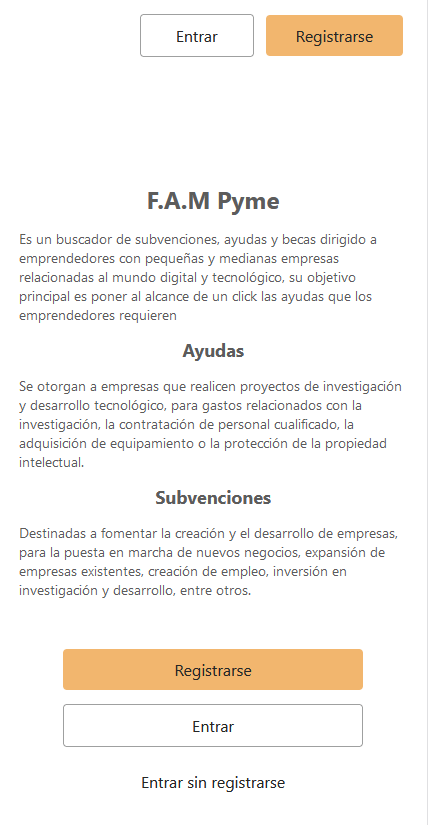 Entrar
Registrarse
F.A.M Pyme
Es un buscador de subvenciones, ayudas y becas dirigido a
emprendedores con pequeñas y medianas empresas
relacionadas al mundo digital y tecnológico, su objetivo
principal es poner al alcance de un click las ayudas que los
emprendedores requieren
Ayudas
Se otorgan a empresas que realicen proyectos de investigación
y desarrollo tecnológico, para gastos relacionados con la
investigación, la contratación de personal cualificado, la
adquisición de equipamiento o la protección de la propiedad
intelectual.
Subvenciones
Destinadas a fomentar la creación y el desarrollo de empresas,
para la puesta en marcha de nuevos negocios, expansión de
empresas existentes, creación de empleo, inversión en
investigación y desarrollo, entre otros.
Registrarse
Entrar
Entrar sin registrarse